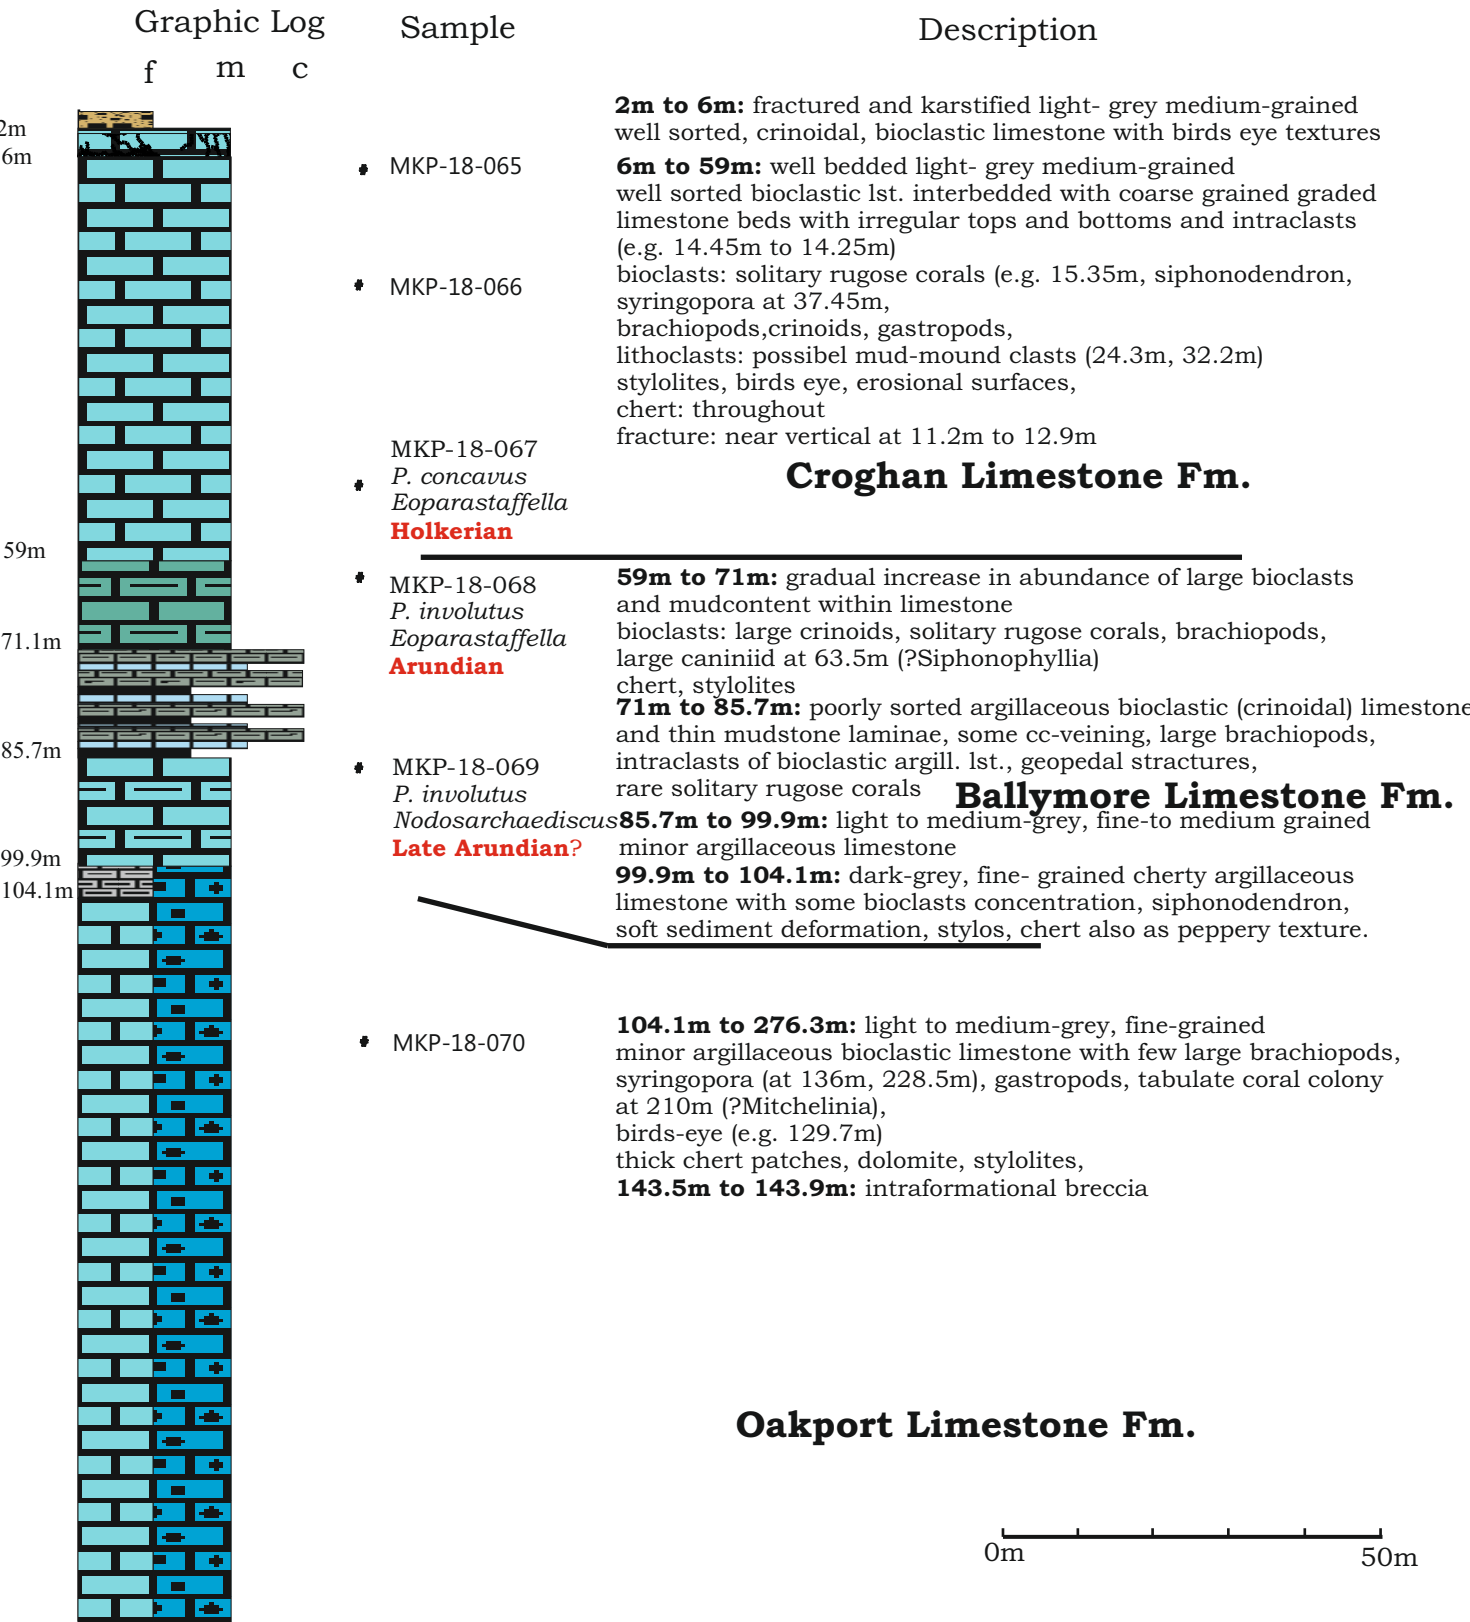 Graphic Log Sample Description
f m c
2m
6m
59m
71.1m
85.7m
99.9m
104.1m
MKP-18-065
MKP-18-066
MKP-18-067
P. concavus
Eoparastaffella
Holkerian
MKP-18-068
P. involutus
Eoparastaffella
Arundian
MKP-18-069
P. involutus
Nodosarchaediscus
Late Arundian?
MKP-18-070
2m to 6m: fractured and karstified light- grey medium-grained
well sorted, crinoidal, bioclastic limestone with birds eye textures
6m to 59m: well bedded light- grey medium-grained
well sorted bioclastic lst. interbedded with coarse grained graded
limestone beds with irregular tops and bottoms and intraclasts
(e.g. 14.45m to 14.25m)
bioclasts: solitary rugose corals (e.g. 15.35m, siphonodendron,
syringopora at 37.45m,
brachiopods,crinoids, gastropods,
lithoclasts: possibel mud-mound clasts (24.3m, 32.2m)
stylolites, birds eye, erosional surfaces,
chert: throughout
fracture: near vertical at 11.2m to 12.9m
Croghan Limestone Fm.
59m to 71m: gradual increase in abundance of large bioclasts
and mudcontent within limestone
bioclasts: large crinoids, solitary rugose corals, brachiopods,
large caniniid at 63.5m (?Siphonophyllia)
chert, stylolites
71m to 85.7m: poorly sorted argillaceous bioclastic (crinoidal) limestone
and thin mudstone laminae, some cc-veining, large brachiopods,
intraclasts of bioclastic argill. lst., geopedal stractures,
rare solitary rugose corals
Ballymore Limestone Fm.
85.7m to 99.9m: light to medium-grey, fine-to medium grained
minor argillaceous limestone
99.9m to 104.1m: dark-grey, fine- grained cherty argillaceous
limestone with some bioclasts concentration, siphonodendron,
soft sediment deformation, stylos, chert also as peppery texture.
104.1m to 276.3m: light to medium-grey, fine-grained
minor argillaceous bioclastic limestone with few large brachiopods,
syringopora (at 136m, 228.5m), gastropods, tabulate coral colony
at 210m (?Mitchelinia),
birds-eye (e.g. 129.7m)
thick chert patches, dolomite, stylolites,
143.5m to 143.9m: intraformational breccia
Oakport Limestone Fm.
0m 50m